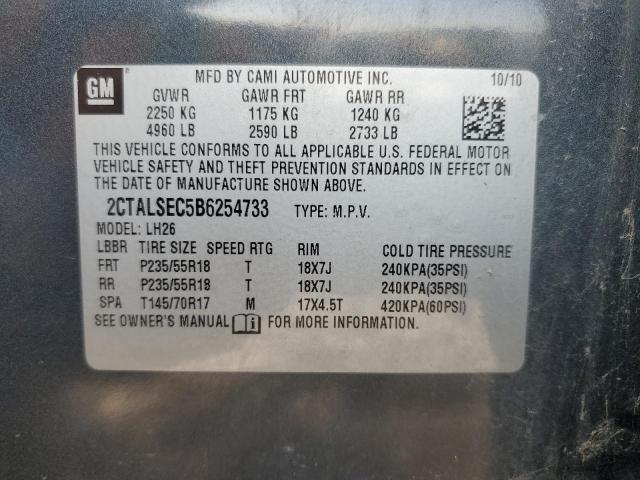 GM
MFD BY CAMI AUTOMOTIVE INC. 10/10
GVWR GAWR FRT GAWR RR
2250 KG 1175 KG 1240 KG
4960 LB 2590 LB 2733 LB
THIS VEHICLE CONFORMS TO ALL APPLICABLE U.S. FEDERAL MOTOR
VEHICLE SAFETY AND THEFT PREVENTION STANDARDS IN EFFECT ON
THE DATE OF MANUFACTURE SHOWN ABOVE.
2CTALSEC5B6254733 TYPE: M.P.V.
MODEL: LH26
LBBR TIRE SIZE SPEED RTG RIM COLD TIRE PRESSURE
FRT P235/55R18 T 18X7J 240KPA(35PSI)
RR P235/55R18 T 18X7J 240KPA(35PSI)
SPA T145/70R17 M 17X4.5T 420KPA(60PSI)
SEE OWNER'S MANUAL FOR MORE INFORMATION.